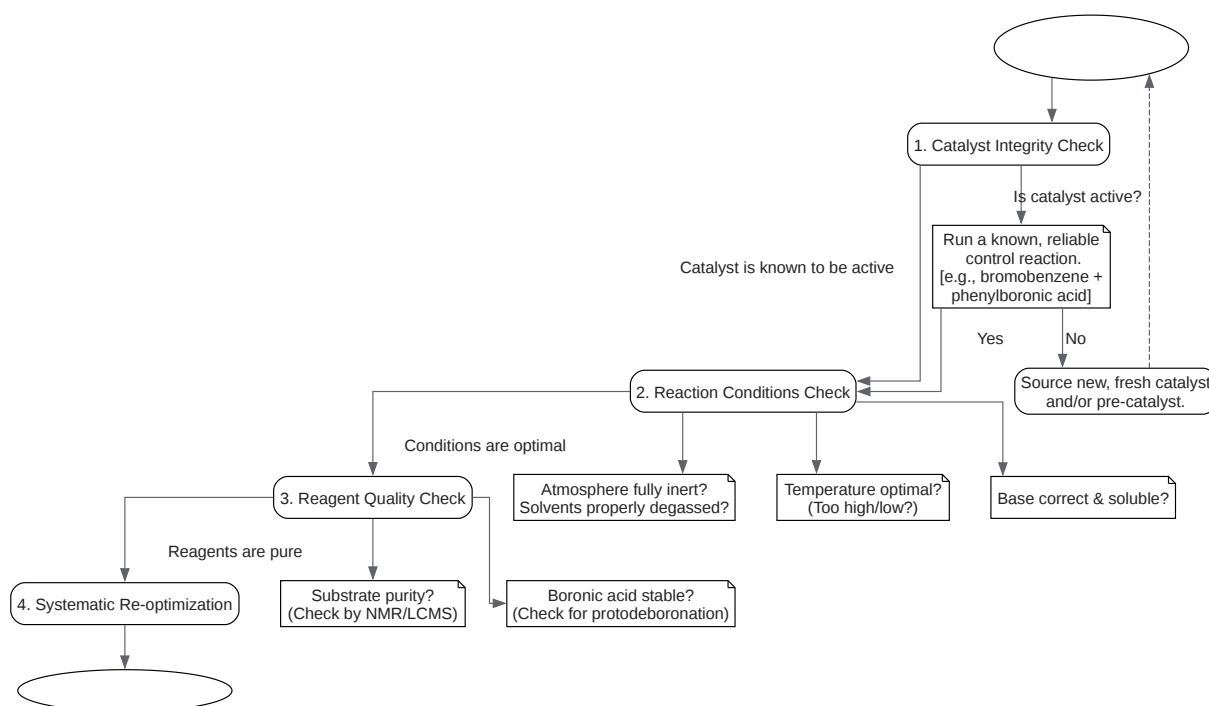 1. Catalyst Integrity Check
Is catalyst active?
Run a known, reliable
control reaction.
[e.g., bromobenzene +
phenylboronic acid]
Catalyst is known to be active
Yes
No
Source new, fresh catalyst
and/or pre-catalyst.
2. Reaction Conditions Check
Conditions are optimal
Atmosphere fully inert?
Solvents properly degassed?
Temperature optimal?
(Too high/low?)
Base correct & soluble?
3. Reagent Quality Check
Reagents are pure
Substrate purity?
(Check by NMR/LCMS)
Boronic acid stable?
(Check for protodeboronation)
4. Systematic Re-optimization